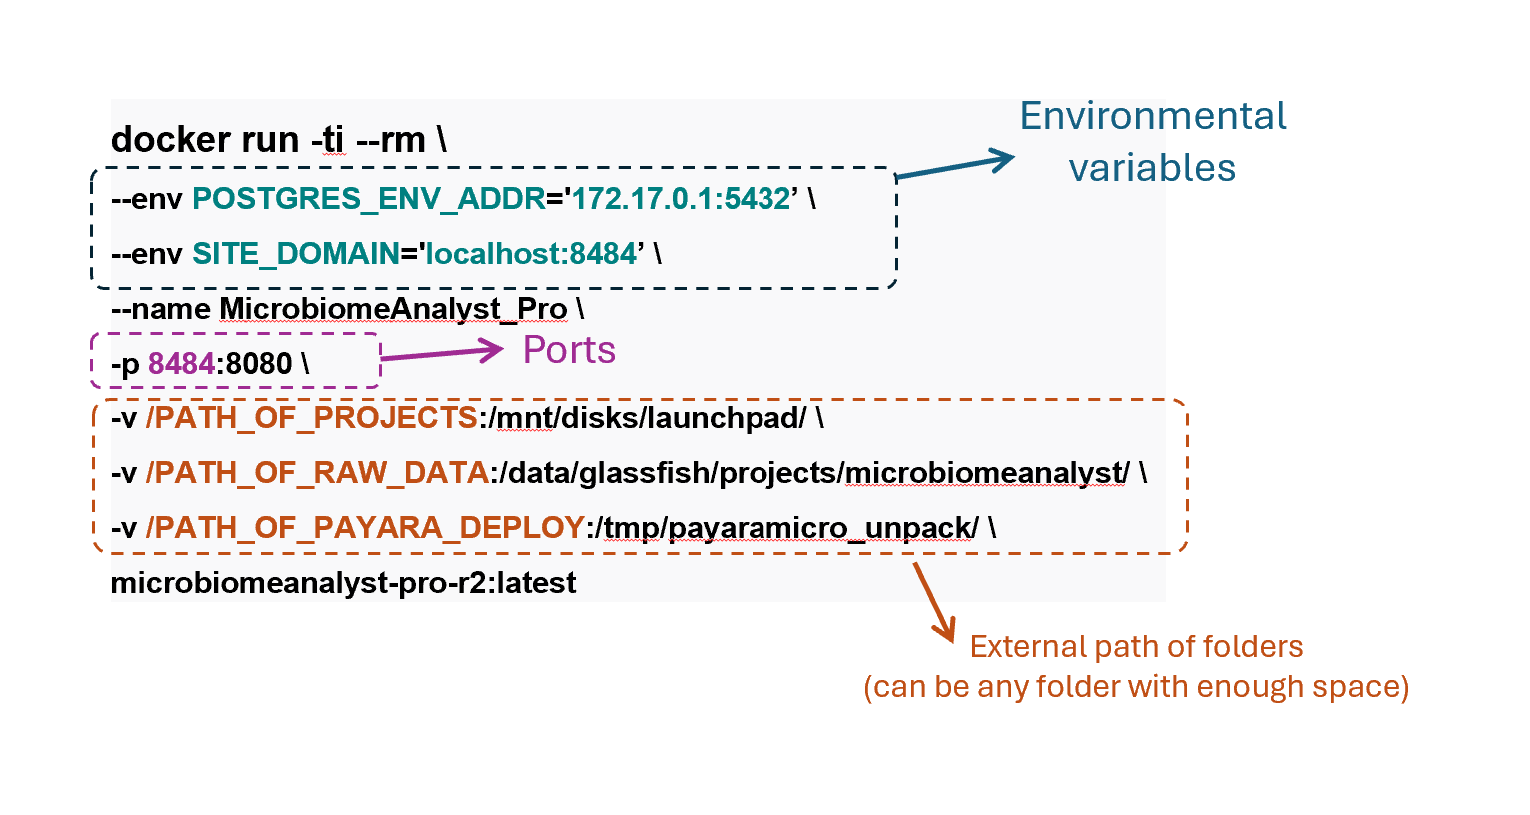 docker run -ti --rm \
Environmental
variables
--env POSTGRES_ENV_ADDR='172.17.0.1:5432’ \
--env SITE_DOMAIN='localhost:8484’ \
--name MicrobiomeAnalyst_Pro \
-p 8484:8080 \
Ports
-v /PATH_OF_PROJECTS:/mnt/disks/launchpad/ \
-v /PATH_OF_RAW_DATA:/data/glassfish/projects/microbiomeanalyst/ \
-v /PATH_OF_PAYARA_DEPLOY:/tmp/payaramicro_unpack/ \
microbiomeanalyst-pro-r2:latest
External path of folders
(can be any folder with enough space)